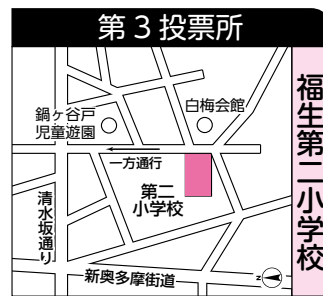 第3投票所
福生第二小学校
鍋ヶ谷戸
児童遊園
白梅会館
一方通行
第二
小学校
清水坂通り
新奥多摩街道
N